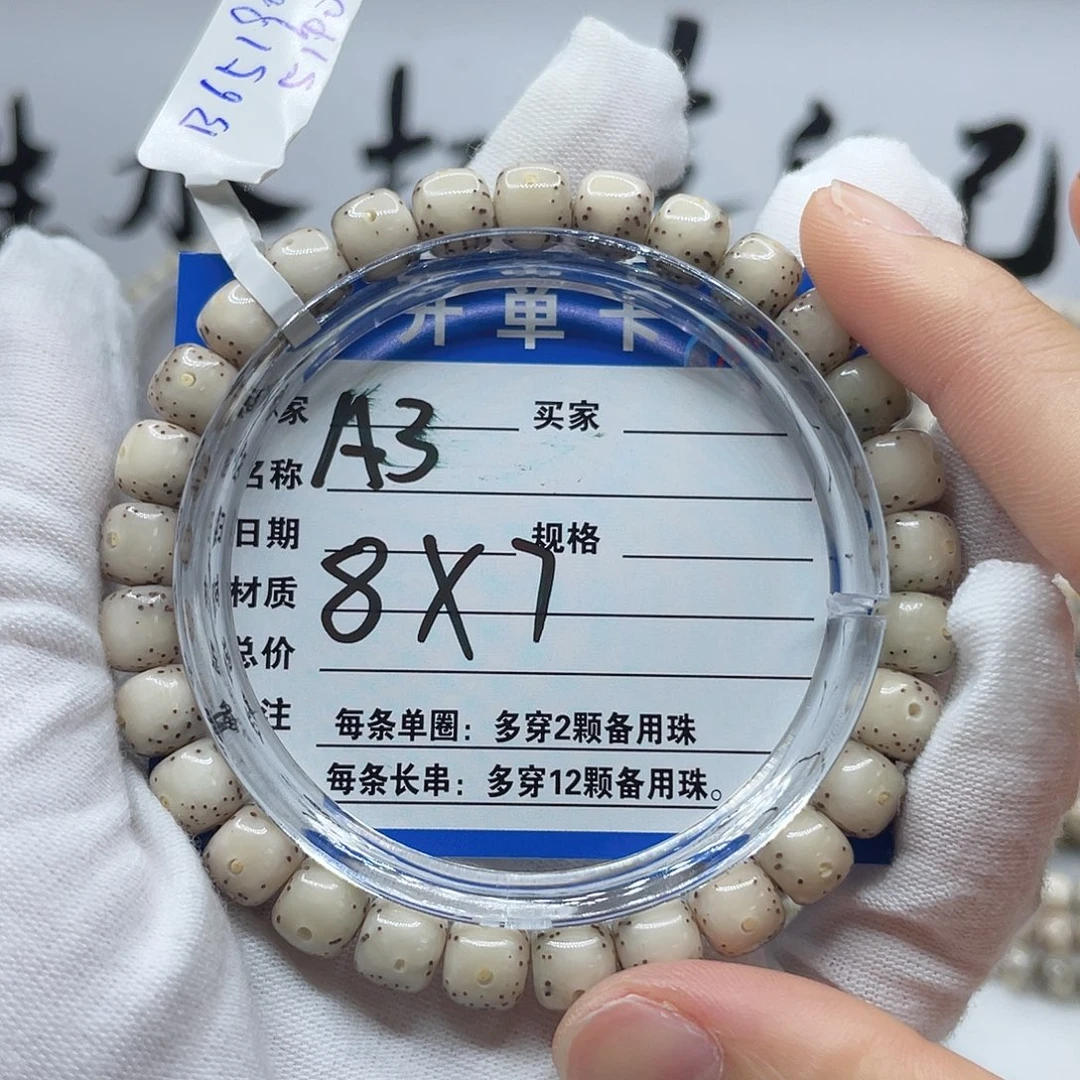 开单卡
A3
家 买家
名称
日期 规格
8X7
材质
总价
注
每条单圈：多穿2颗备用珠
每条长串：多穿12颗备用珠。